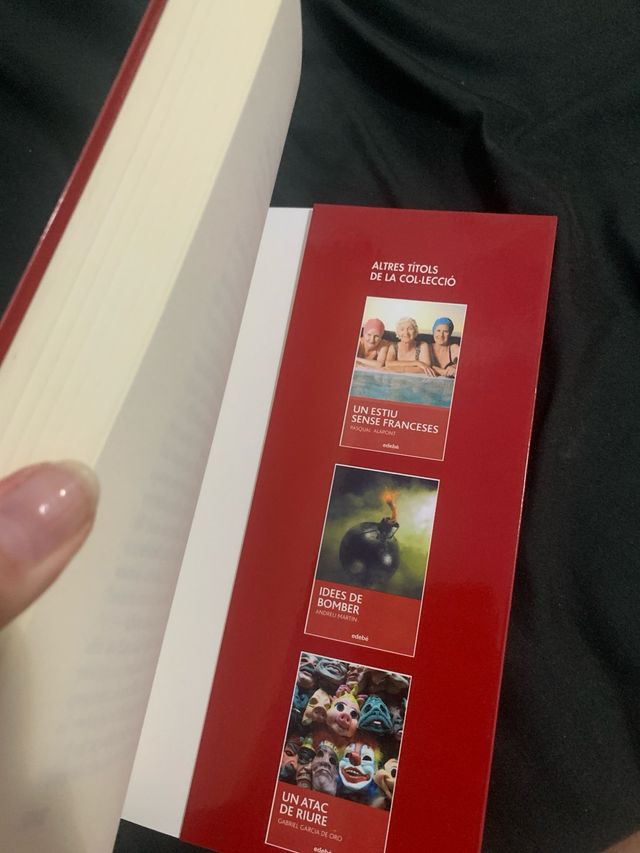 ALTRES TÍTOLS
DE LA COL·LECCIÓ
UN ESTIU
SENSE FRANCESES
PASQUAL ALAPONT
edebé
IDEES DE
BOMBER
ANDREU MARTÍN
edebé
UN ATAC
DE RIURE
GABRIEL GARCÍA DE ORO
edebé